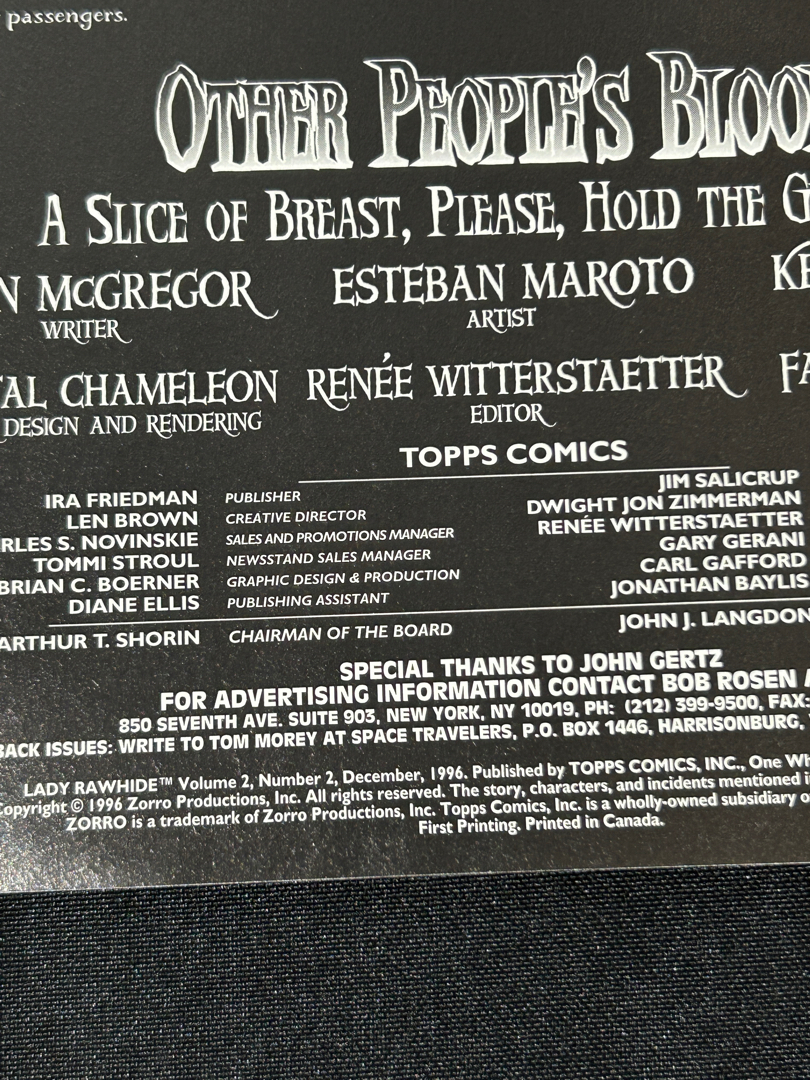 passengers.
OTHER PEOPLE'S BLOO
A SLICE OF BREAST, PLEASE, HOLD THE G
N MCGREGOR ESTEBAN MAROTO KE
WRITER ARTIST
TAL CHAMELEON RENÉE WITTERSTAETTER FA
DESIGN AND RENDERING EDITOR
TOPPS COMICS
IRA FRIEDMAN PUBLISHER JIM SALICRUP
LEN BROWN CREATIVE DIRECTOR DWIGHT JON ZIMMERMAN
RLES S. NOVINSKIE SALES AND PROMOTIONS MANAGER RENÉE WITTERSTAETTER
TOMMI STROUL NEWSSTAND SALES MANAGER GARY GERANI
BRIAN C. BOERNER GRAPHIC DESIGN & PRODUCTION CARL GAFFORD
DIANE ELLIS PUBLISHING ASSISTANT JONATHAN BAYLIS
ARTHUR T. SHORIN CHAIRMAN OF THE BOARD JOHN J. LANGDON
SPECIAL THANKS TO JOHN GERTZ
FOR ADVERTISING INFORMATION CONTACT BOB ROSEN
850 SEVENTH AVE. SUITE 903, NEW YORK, NY 10019, PH: (212) 399-9500, FAX:
BACK ISSUES: WRITE TO TOM MOREY AT SPACE TRAVELERS, P.O. BOX 1446, HARRISONBURG,
LADY RAWHIDE™ Volume 2, Number 2, December, 1996. Published by TOPPS COMICS, INC., One Wh
Copyright © 1996 Zorro Productions, Inc. All rights reserved. The story, characters, and incidents mentioned i
ZORRO is a trademark of Zorro Productions, Inc. Topps Comics, Inc. is a wholly-owned subsidiary o
First Printing. Printed in Canada.